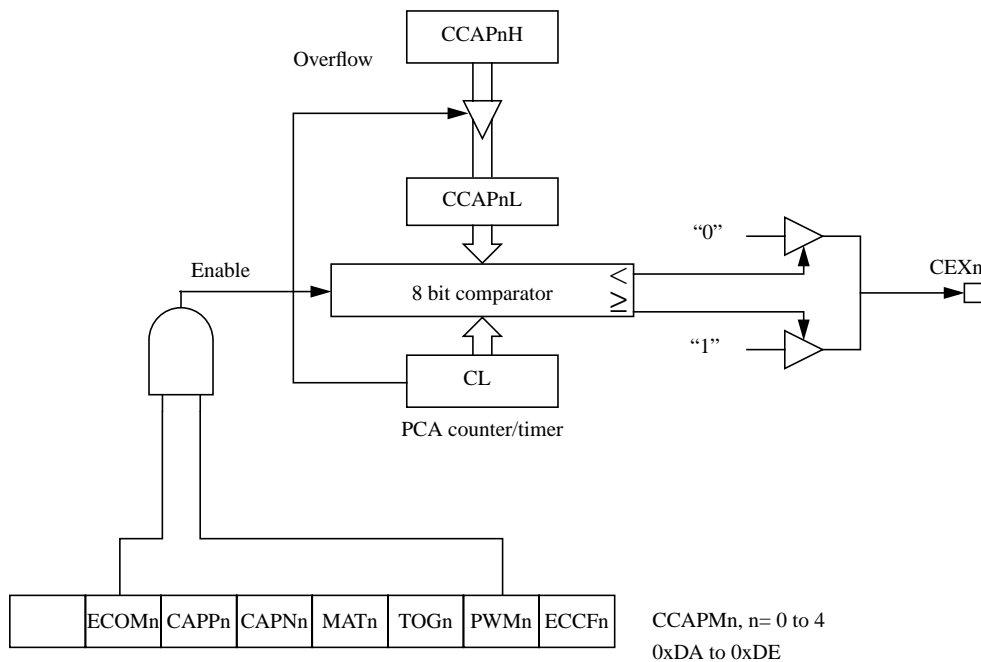 CCAPnH
Overflow
CCAPnL
“0”
Enable
<
CEXn
8 bit comparator
≥
“1”
CL
PCA counter/timer
ECOMn CAPPn CAPNn MATn TOGn PWMn ECCFn
CCAPMn, n= 0 to 4
0xDA to 0xDE